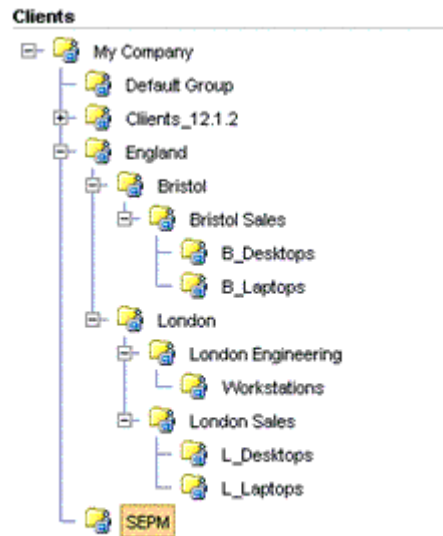 Clients
My Company
Default Group
Clients_12.1.2
England
Bristol
Bristol Sales
B_Desktops
B_Laptops
London
London Engineering
Workstations
London Sales
L_Desktops
L_Laptops
SEPM